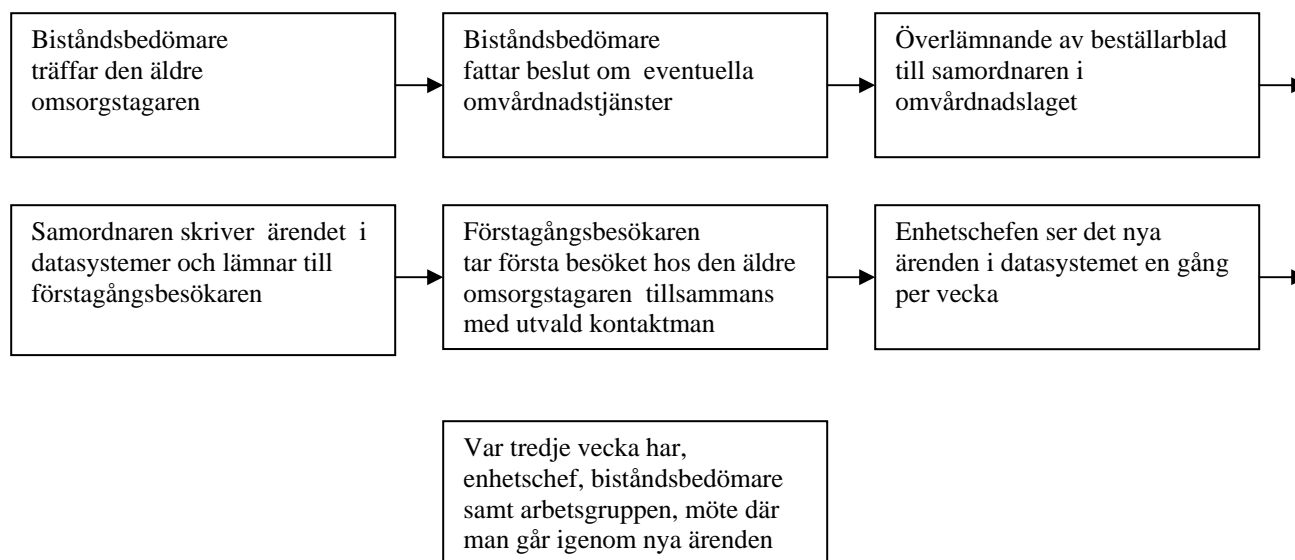 Biståndsbedömare
träffar den äldre
omsorgstagaren
Biståndsbedömare
fattar beslut om eventuella
omvårdnadstjänster
Överlämnande av beställarblad
till samordnaren i
omvårdnadslaget
Samordnaren skriver ärendet i
datasystemer och lämnar till
förstagångsbesökaren
Förstagångsbesökaren
tar första besöket hos den äldre
omsorgstagaren tillsammans
med utvald kontaktman
Enhetschefen ser det nya
ärenden i datasystemet en gång
per vecka
Var tredje vecka har,
enhetschef, biståndsbedömare
samt arbetsgruppen, möte där
man går igenom nya ärenden